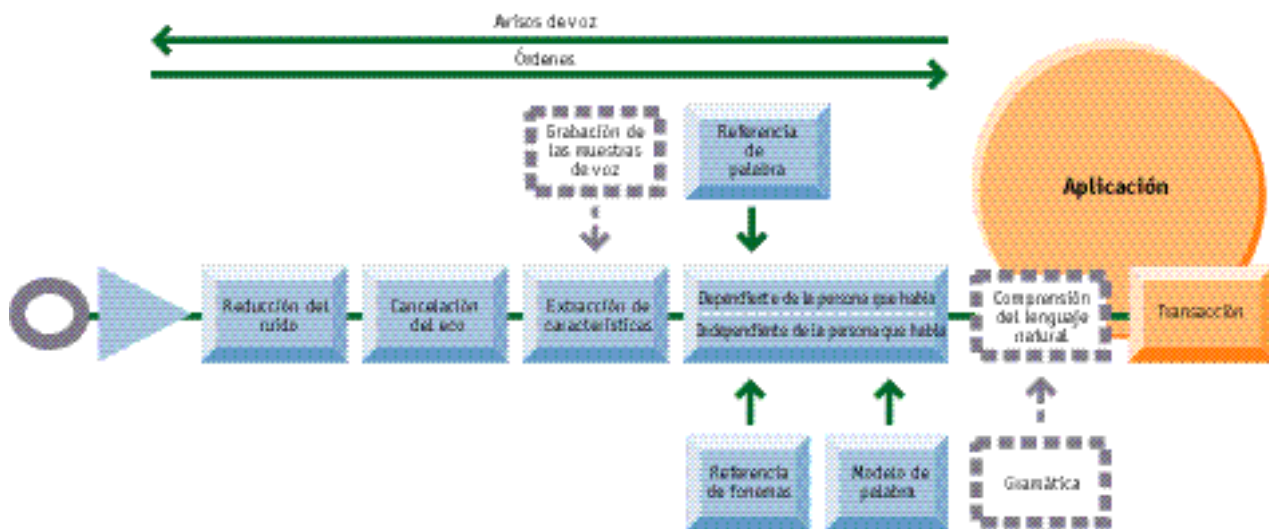 Avisos de voz
Órdenes
Grabación de
las muestras
de voz
Referencia
de
palabra
Aplicación
Reducción del
ruido
Cancelación
del eco
Extracción de
características
Dependiente de la persona que habla
Independiente de la persona que habla
Comprensión
del lenguaje
natural
Transacción
Referencia
de fonemas
Modelo de
palabra
Gramática